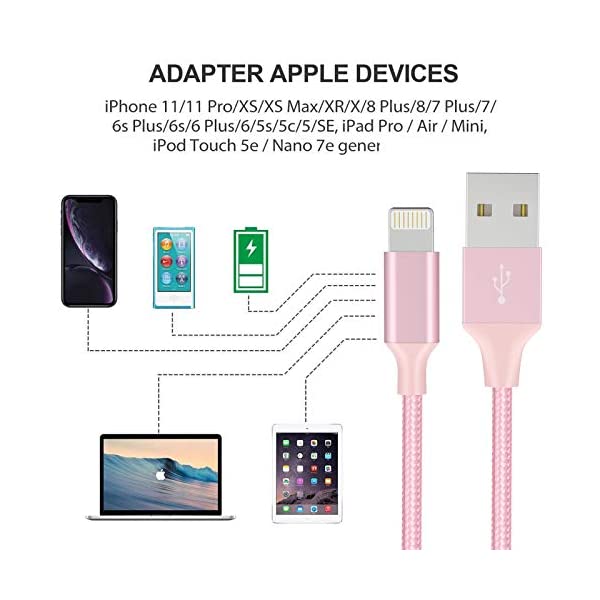 ADAPTER APPLE DEVICES
iPhone 11/11 Pro/XS/XS Max/XR/X/8 Plus/8/7 Plus/7/
6s Plus/6s/6 Plus/6/5s/5c/5/SE, iPad Pro / Air / Mini,
iPod Touch 5e / Nano 7e gener